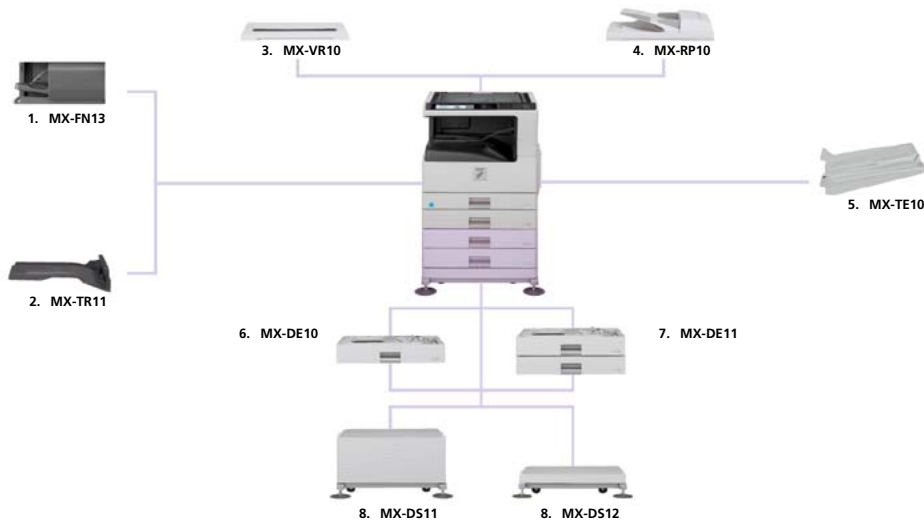 3. MX-VR10
4. MX-RP10
1. MX-FN13
5. MX-TE10
2. MX-TR11
6. MX-DE10
7. MX-DE11
8. MX-DS11
8. MX-DS12